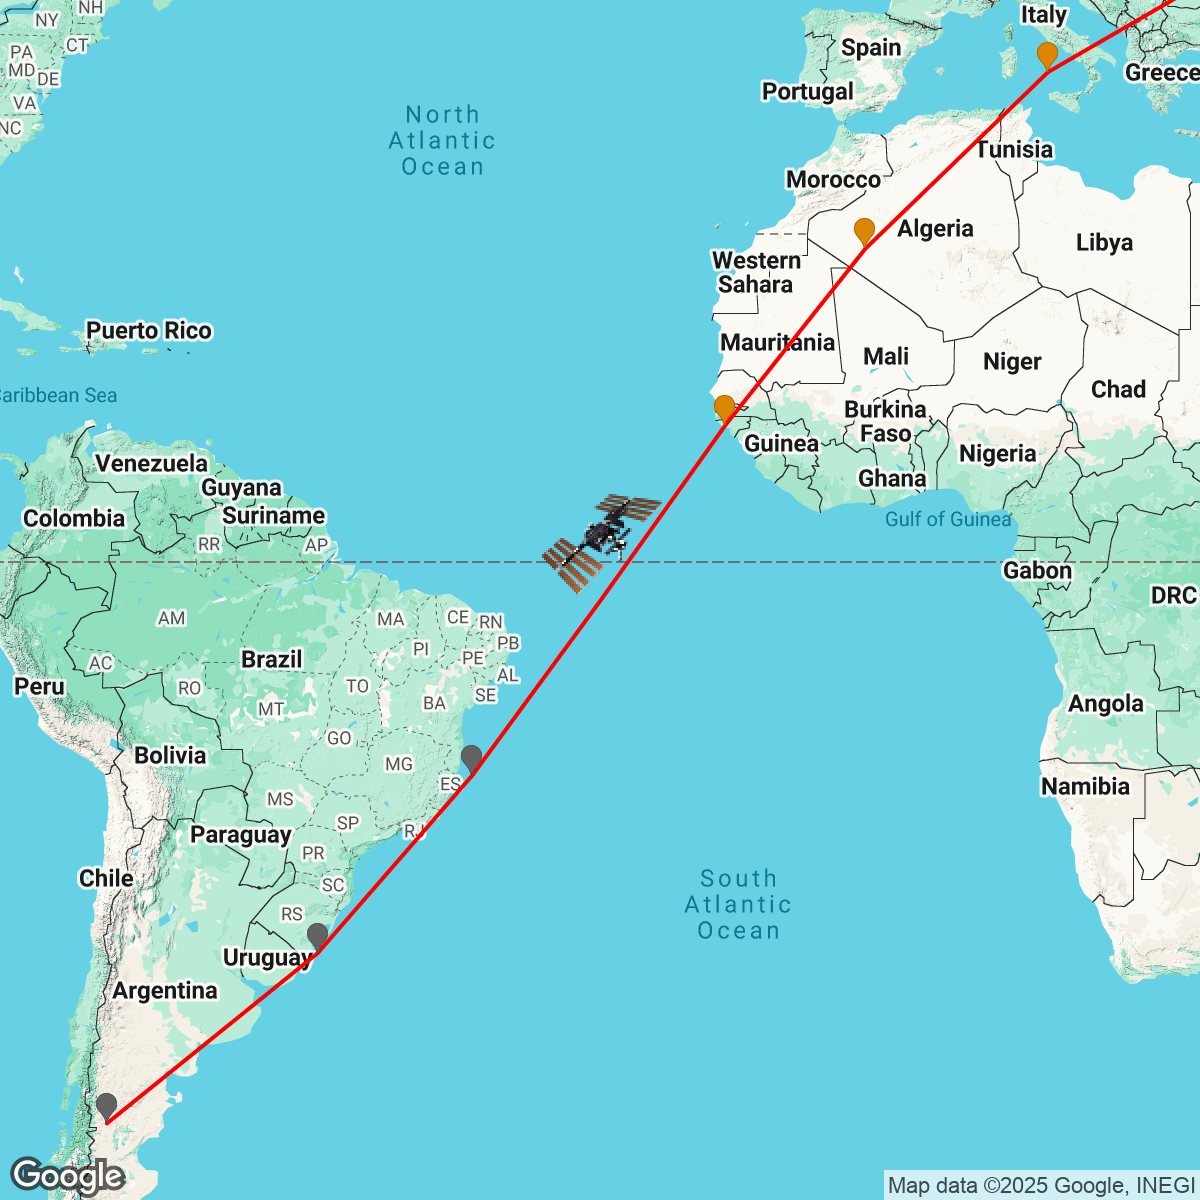 NH
NY
Italy
CT
Spain
PA
MD
DE
Greece
Portugal
VA
North
Atlantic
Ocean
NC
Tunisia
Morocco
Algeria
Libya
Western
Sahara
Puerto Rico
Mauritania
Mali
Niger
Chad
Caribbean Sea
Burkina
Faso
Guinea
Nigeria
Venezuela
Ghana
Guyana
Suriname
Colombia
Gulf of Guinea
RR
AP
Gabon
DRC
AM
MA
CE
RN
PB
PI
PE
Brazil
AC
AL
Peru
RO
TO
SE
BA
MT
Angola
GO
Bolivia
MG
ES
Namibia
MS
SP
RJ
Paraguay
PR
Chile
SC
South
Atlantic
Ocean
RS
Uruguay
Argentina
Google
Map data ©2025 Google, INEGI